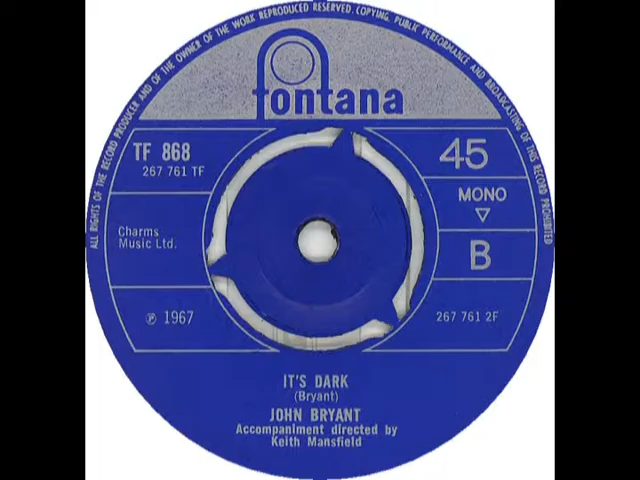 ALL RIGHTS OF THE RECORD PRODUCER AND OF THE OWNER OF THE WORK REPRODUCED RESERVED. COPYING, PUBLIC PERFORMANCE AND BROADCASTING OF THIS RECORD PROHIBITED
fontana
TF 868
267 761 TF
45
MONO
Charms
Music Ltd.
B
℗ 1967
267 761 2F
IT'S DARK
(Bryant)
JOHN BRYANT
Accompaniment directed by
Keith Mansfield